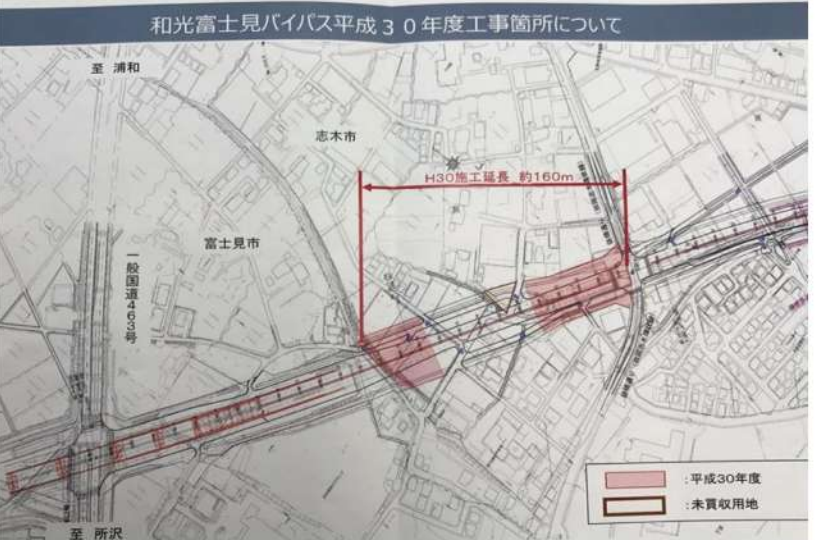 和光富士見バイパス平成３０年度工事箇所について
至 浦和
志木市
H30施工延長 約160m
富士見市
一般国道463号
:平成30年度
:未買収用地
至 所沢